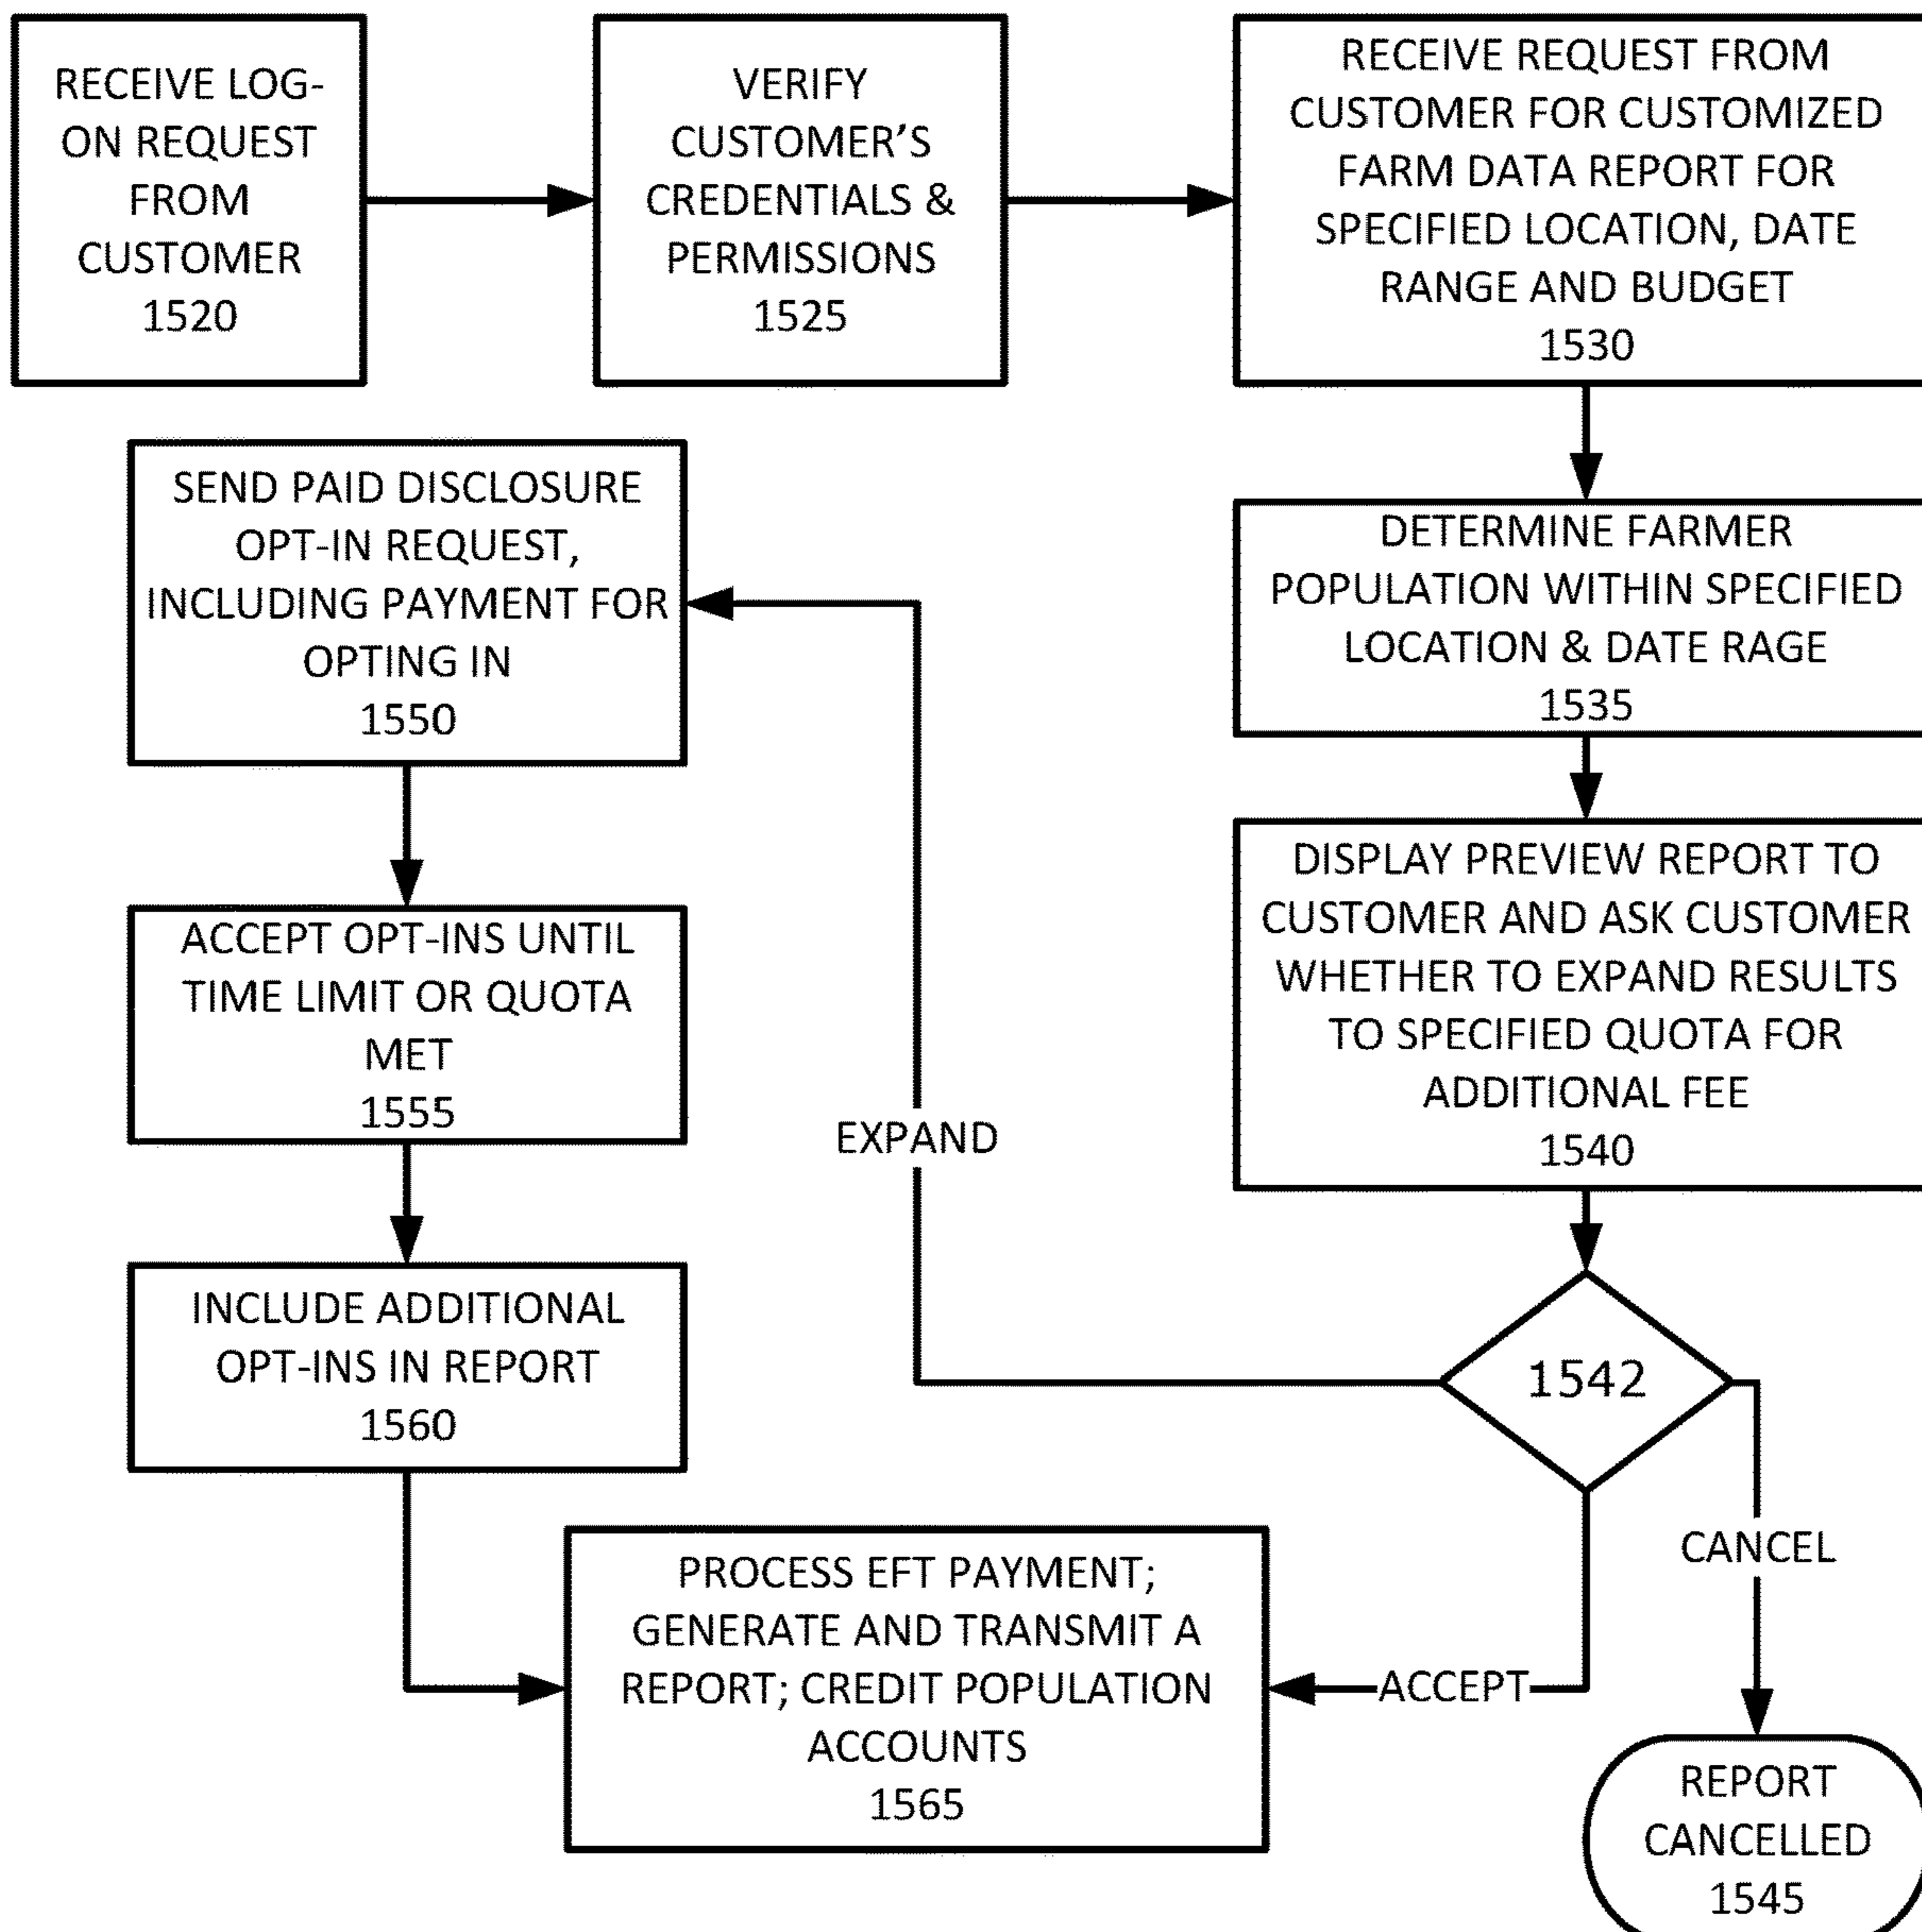 RECEIVE LOG-
ON REQUEST
FROM
CUSTOMER
1520
VERIFY
CUSTOMER’S
CREDENTIALS &
PERMISSIONS
1525
RECEIVE REQUEST FROM
CUSTOMER FOR CUSTOMIZED
FARM DATA REPORT FOR
SPECIFIED LOCATION, DATE
RANGE AND BUDGET
1530
DETERMINE FARMER
POPULATION WITHIN SPECIFIED
LOCATION & DATE RAGE
1535
DISPLAY PREVIEW REPORT TO
CUSTOMER AND ASK CUSTOMER
WHETHER TO EXPAND RESULTS
TO SPECIFIED QUOTA FOR
ADDITIONAL FEE
1540
1542
EXPAND
CANCEL
ACCEPT
REPORT
CANCELLED
1545
SEND PAID DISCLOSURE
OPT-IN REQUEST,
INCLUDING PAYMENT FOR
OPTING IN
1550
ACCEPT OPT-INS UNTIL
TIME LIMIT OR QUOTA
MET
1555
INCLUDE ADDITIONAL
OPT-INS IN REPORT
1560
PROCESS EFT PAYMENT;
GENERATE AND TRANSMIT A
REPORT; CREDIT POPULATION
ACCOUNTS
1565